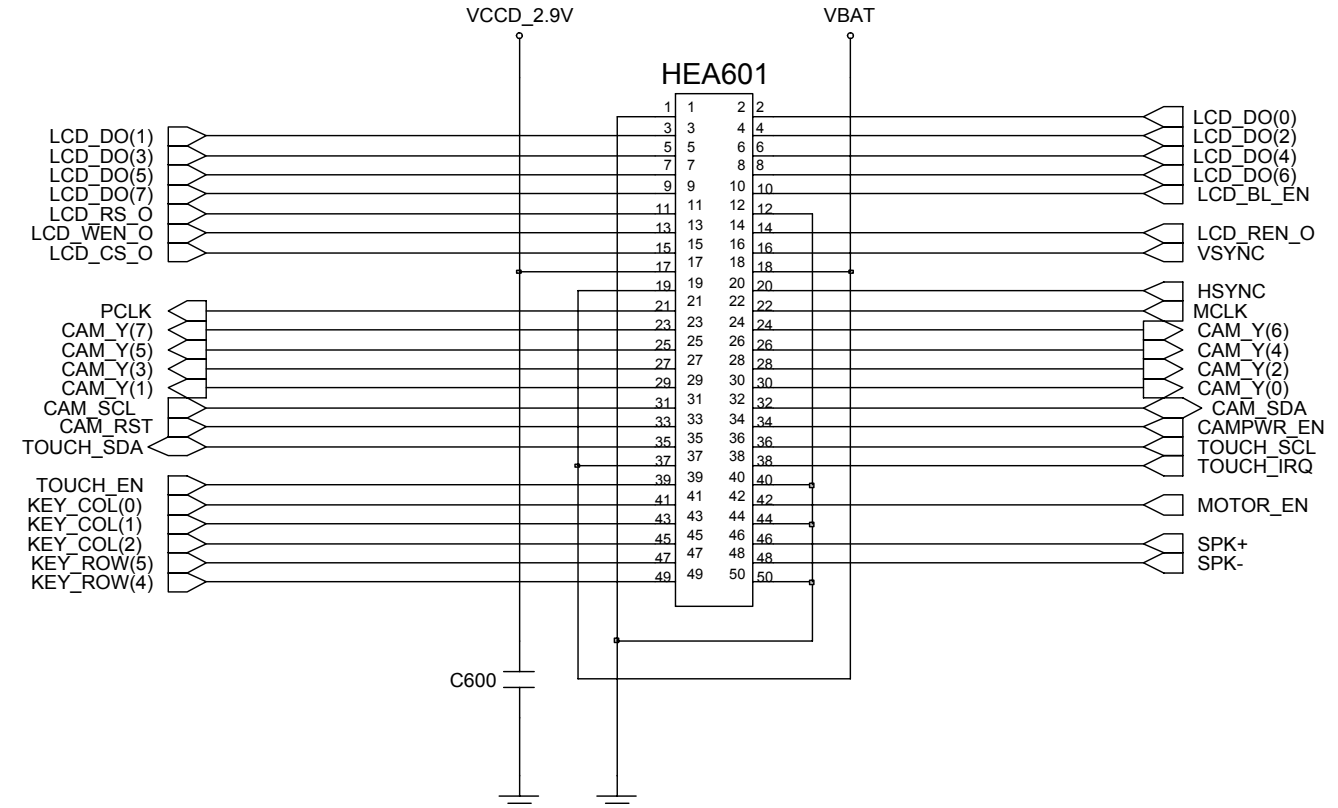 VCCD_2.9V VBAT
HEA601
1 1 2 2 LCD_DO(0)
LCD_DO(1) 3 3 4 4 LCD_DO(2)
LCD_DO(3) 5 5 6 6 LCD_DO(4)
LCD_DO(5) 7 7 8 8 LCD_DO(6)
LCD_DO(7) 9 9 10 10 LCD_BL_EN
LCD_RS_O 11 11 12 12
LCD_WEN_O 13 13 14 14 LCD_REN_O
LCD_CS_O 15 15 16 16 VSYNC
17 17 18 18
19 19 20 20 HSYNC
PCLK 21 21 22 22 MCLK
CAM_Y(7) 23 23 24 24 CAM_Y(6)
CAM_Y(5) 25 25 26 26 CAM_Y(4)
CAM_Y(3) 27 27 28 28 CAM_Y(2)
CAM_Y(1) 29 29 30 30 CAM_Y(0)
CAM_SCL 31 31 32 32 CAM_SDA
CAM_RST 33 33 34 34 CAMPWR_EN
TOUCH_SDA 35 35 36 36 TOUCH_SCL
37 37 38 38 TOUCH_IRQ
TOUCH_EN 39 39 40 40
KEY_COL(0) 41 41 42 42 MOTOR_EN
KEY_COL(1) 43 43 44 44
KEY_COL(2) 45 45 46 46 SPK+
KEY_ROW(5) 47 47 48 48 SPK-
KEY_ROW(4) 49 49 50 50
C600